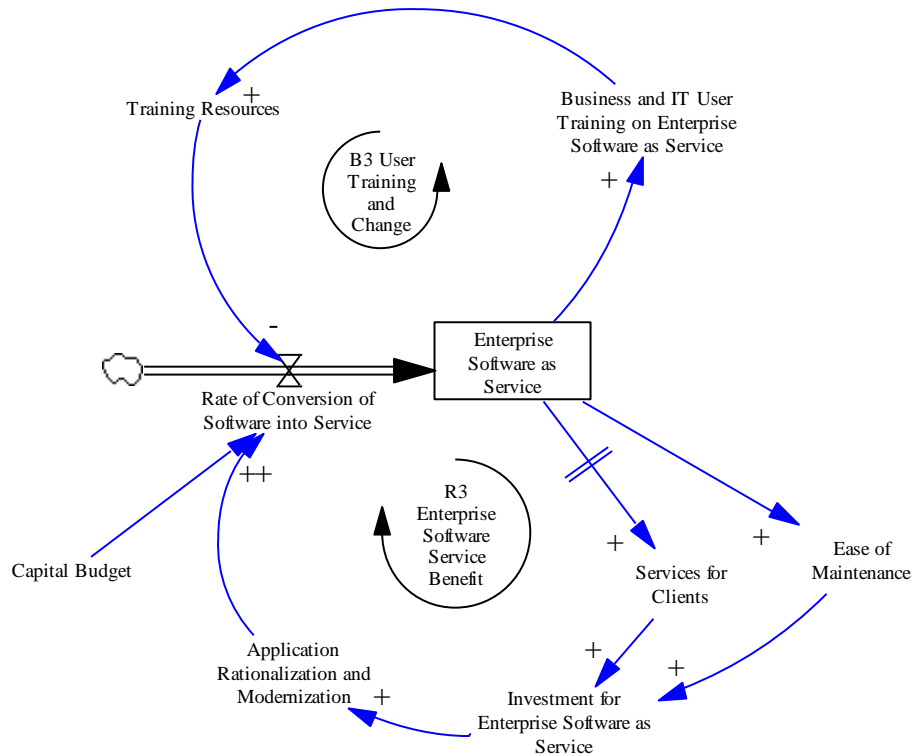 Business and IT User
Training on Enterprise
Software as Service
+
Training Resources
+
B3 User
Training
and
Change
+
-
Enterprise
Software as
Service
Rate of Conversion of
Software into Service
++
R3
Enterprise
Software
Service
Benefit
+
+
Ease of
Maintenance
Capital Budget
Services for
Clients
Application
Rationalization and
Modernization
+
+
+
Investment for
Enterprise Software as
Service